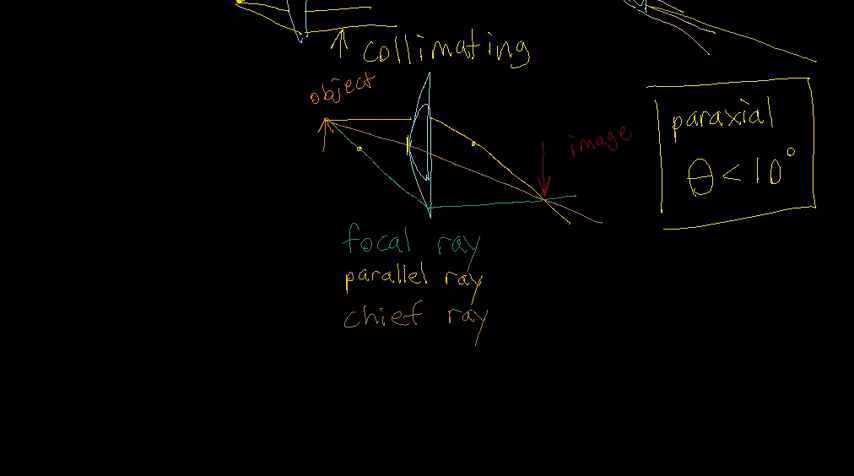 collimating
object
image
paraxial
θ < 10°
focal ray
parallel ray
chief ray